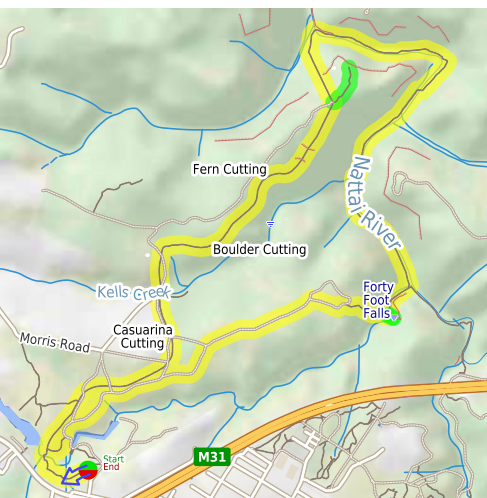 Fern Cutting
Nattai River
Boulder Cutting
Kells Creek
Forty
Foot
Falls
Casuarina
Cutting
Morris Road
Start
End
M31